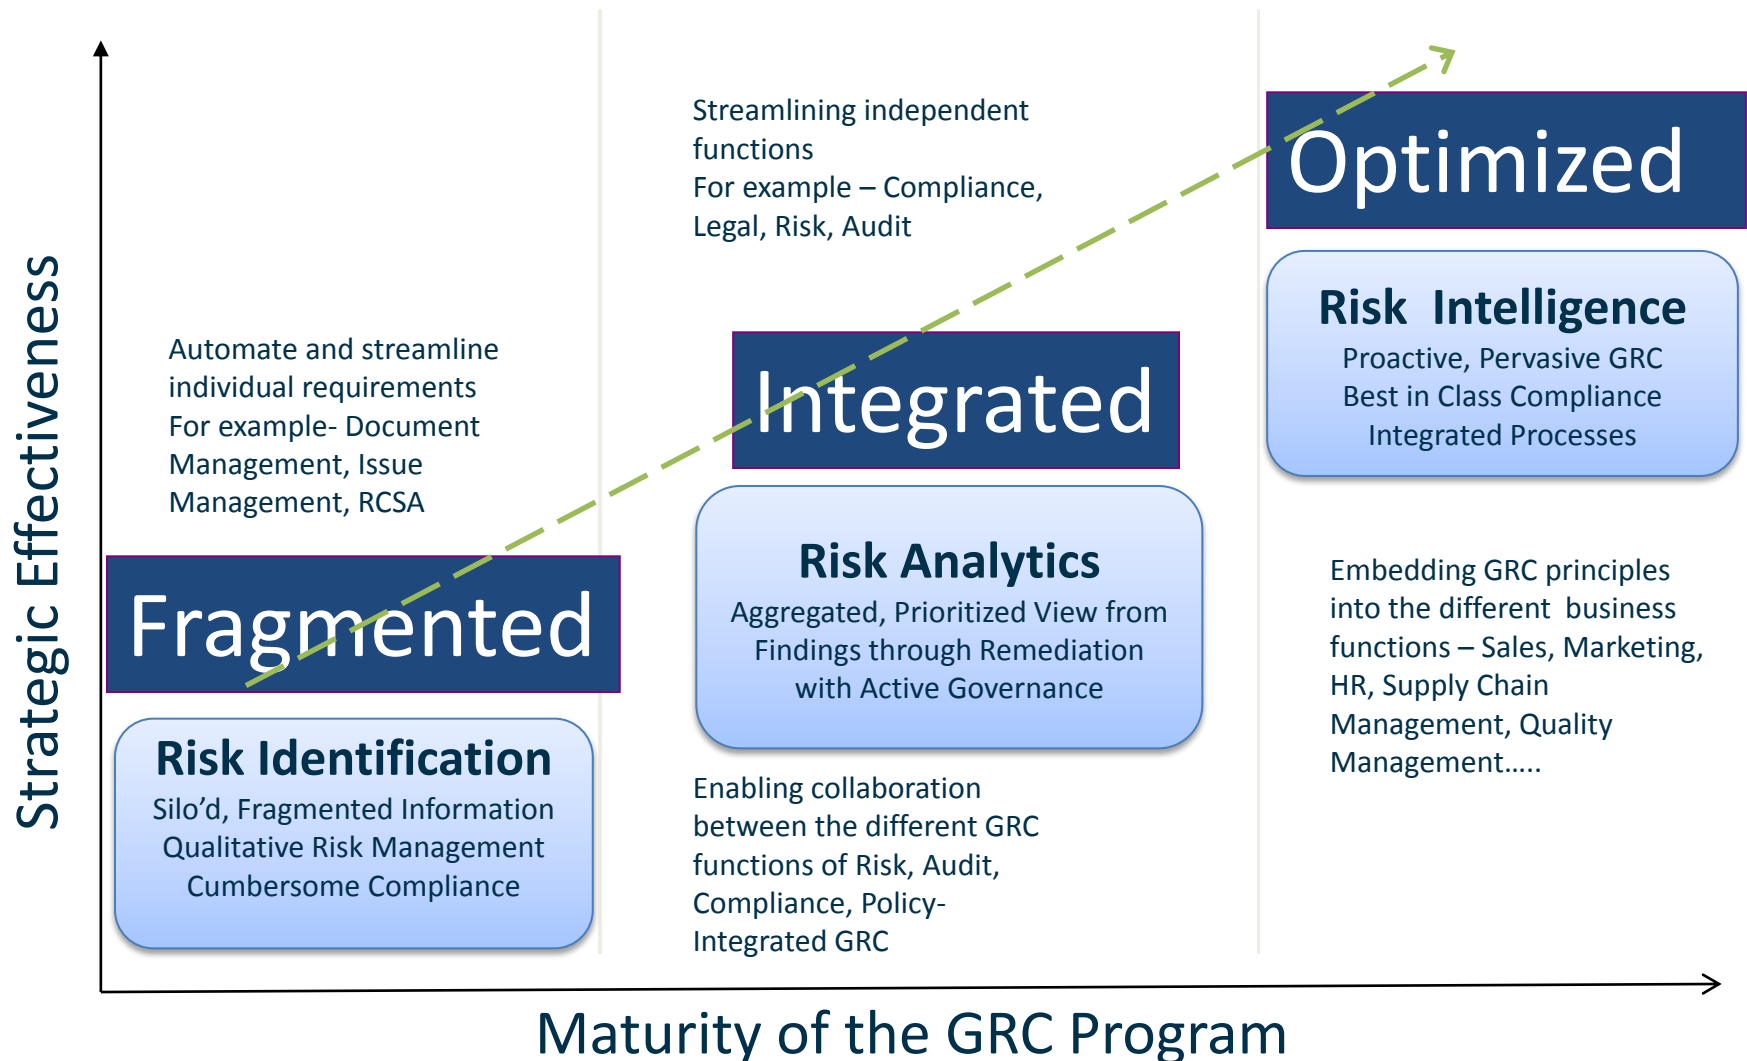 Strategic Effectiveness
Automate and streamline
individual requirements
For example- Document
Management, Issue
Management, RCSA
Fragmented
Risk Identification
Silo’d, Fragmented Information
Qualitative Risk Management
Cumbersome Compliance
Streamlining independent
functions
For example – Compliance,
Legal, Risk, Audit
Integrated
Risk Analytics
Aggregated, Prioritized View from
Findings through Remediation
with Active Governance
Enabling collaboration
between the different GRC
functions of Risk, Audit,
Compliance, Policy-
Integrated GRC
Optimized
Risk  Intelligence
Proactive, Pervasive GRC
Best in Class Compliance
Integrated Processes
Embedding GRC principles
into the different  business
functions – Sales, Marketing,
HR, Supply Chain
Management, Quality
Management…..
Maturity of the GRC Program